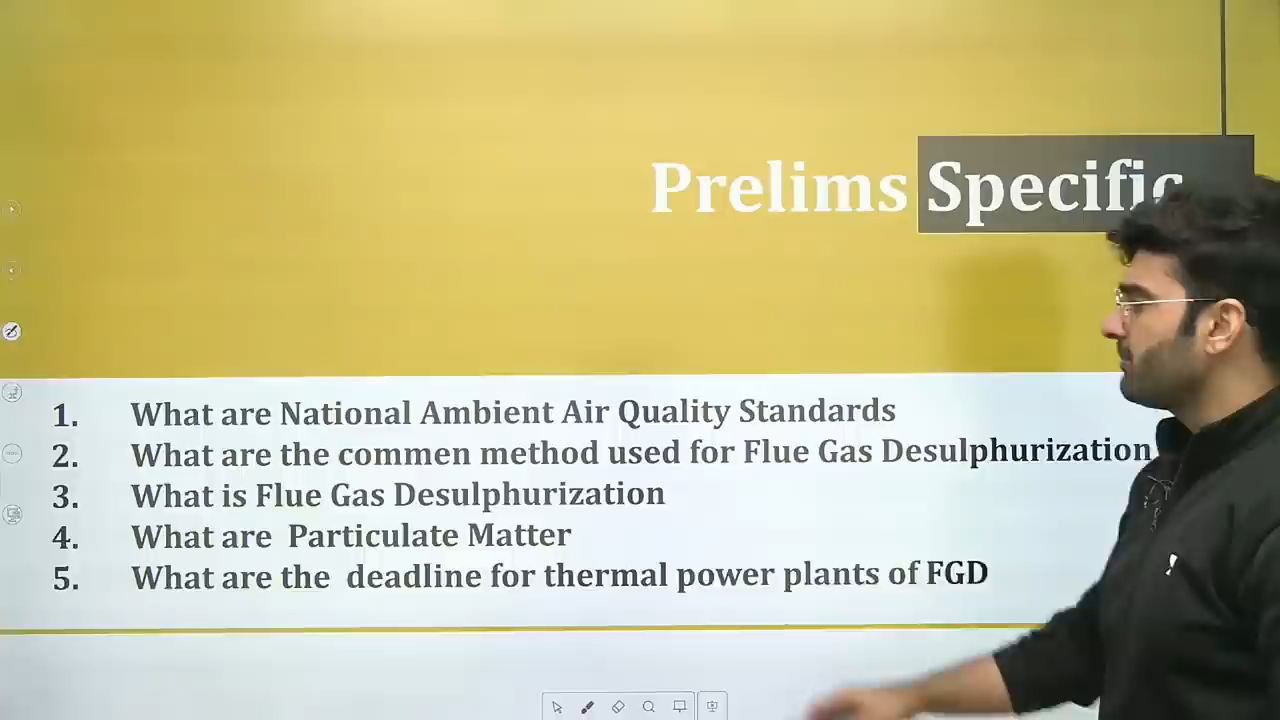 Prelims Specific
1. What are National Ambient Air Quality Standards
2. What are the commen method used for Flue Gas Desulphurization
3. What is Flue Gas Desulphurization
4. What are Particulate Matter
5. What are the deadline for thermal power plants of FGD